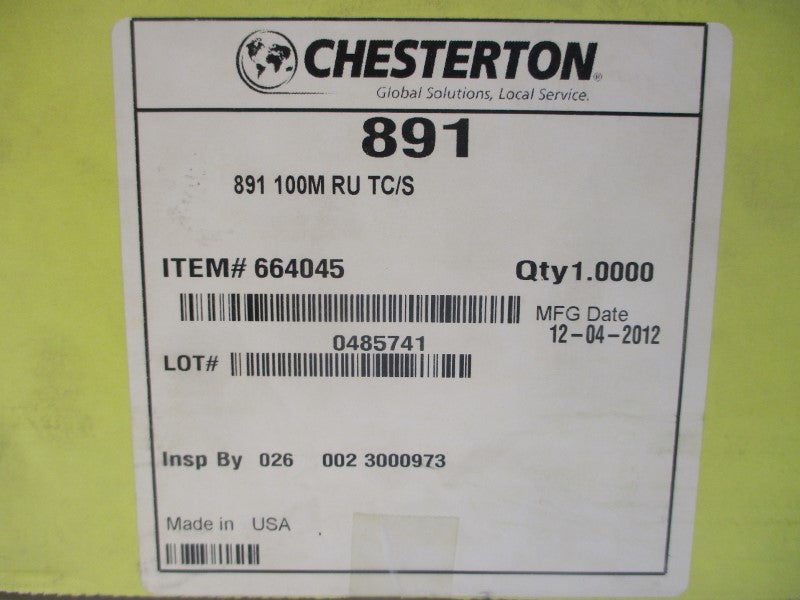 CHESTERTON®
Global Solutions, Local Service.
891
891 100M RU TC/S
ITEM# 664045 Qty1.0000
MFG Date
12-04-2012
0485741
LOT#
Insp By 026 002 3000973
Made in USA